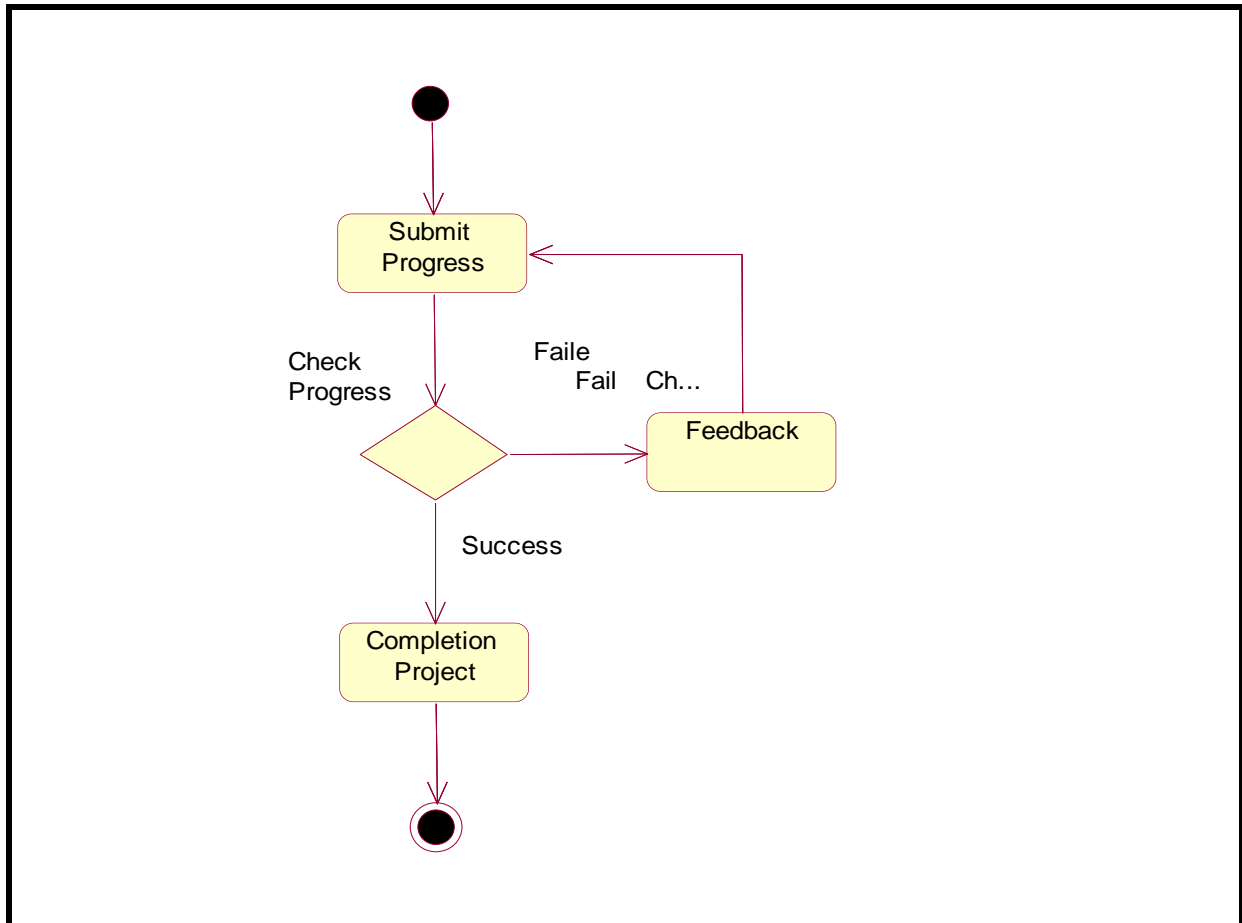 Submit
Progress
Check
Progress
Faile
Fail Ch...
Feedback
Success
Completion
Project